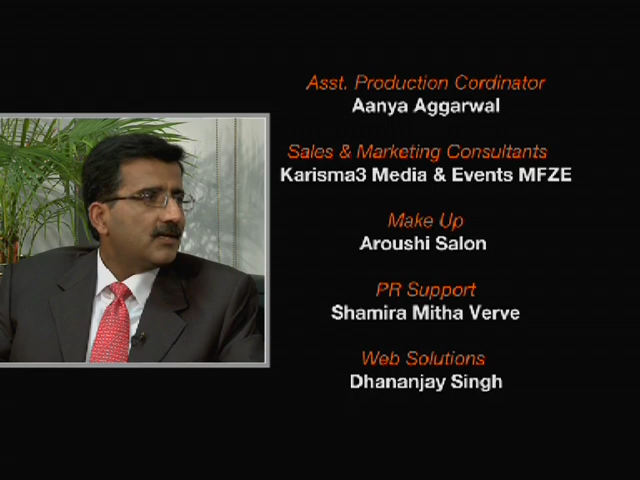 Asst. Production Cordinator
Aanya Aggarwal
Sales & Marketing Consultants
Karisma3 Media & Events MFZE
Make Up
Aroushi Salon
PR Support
Shamira Mitha Verve
Web Solutions
Dhananjay Singh